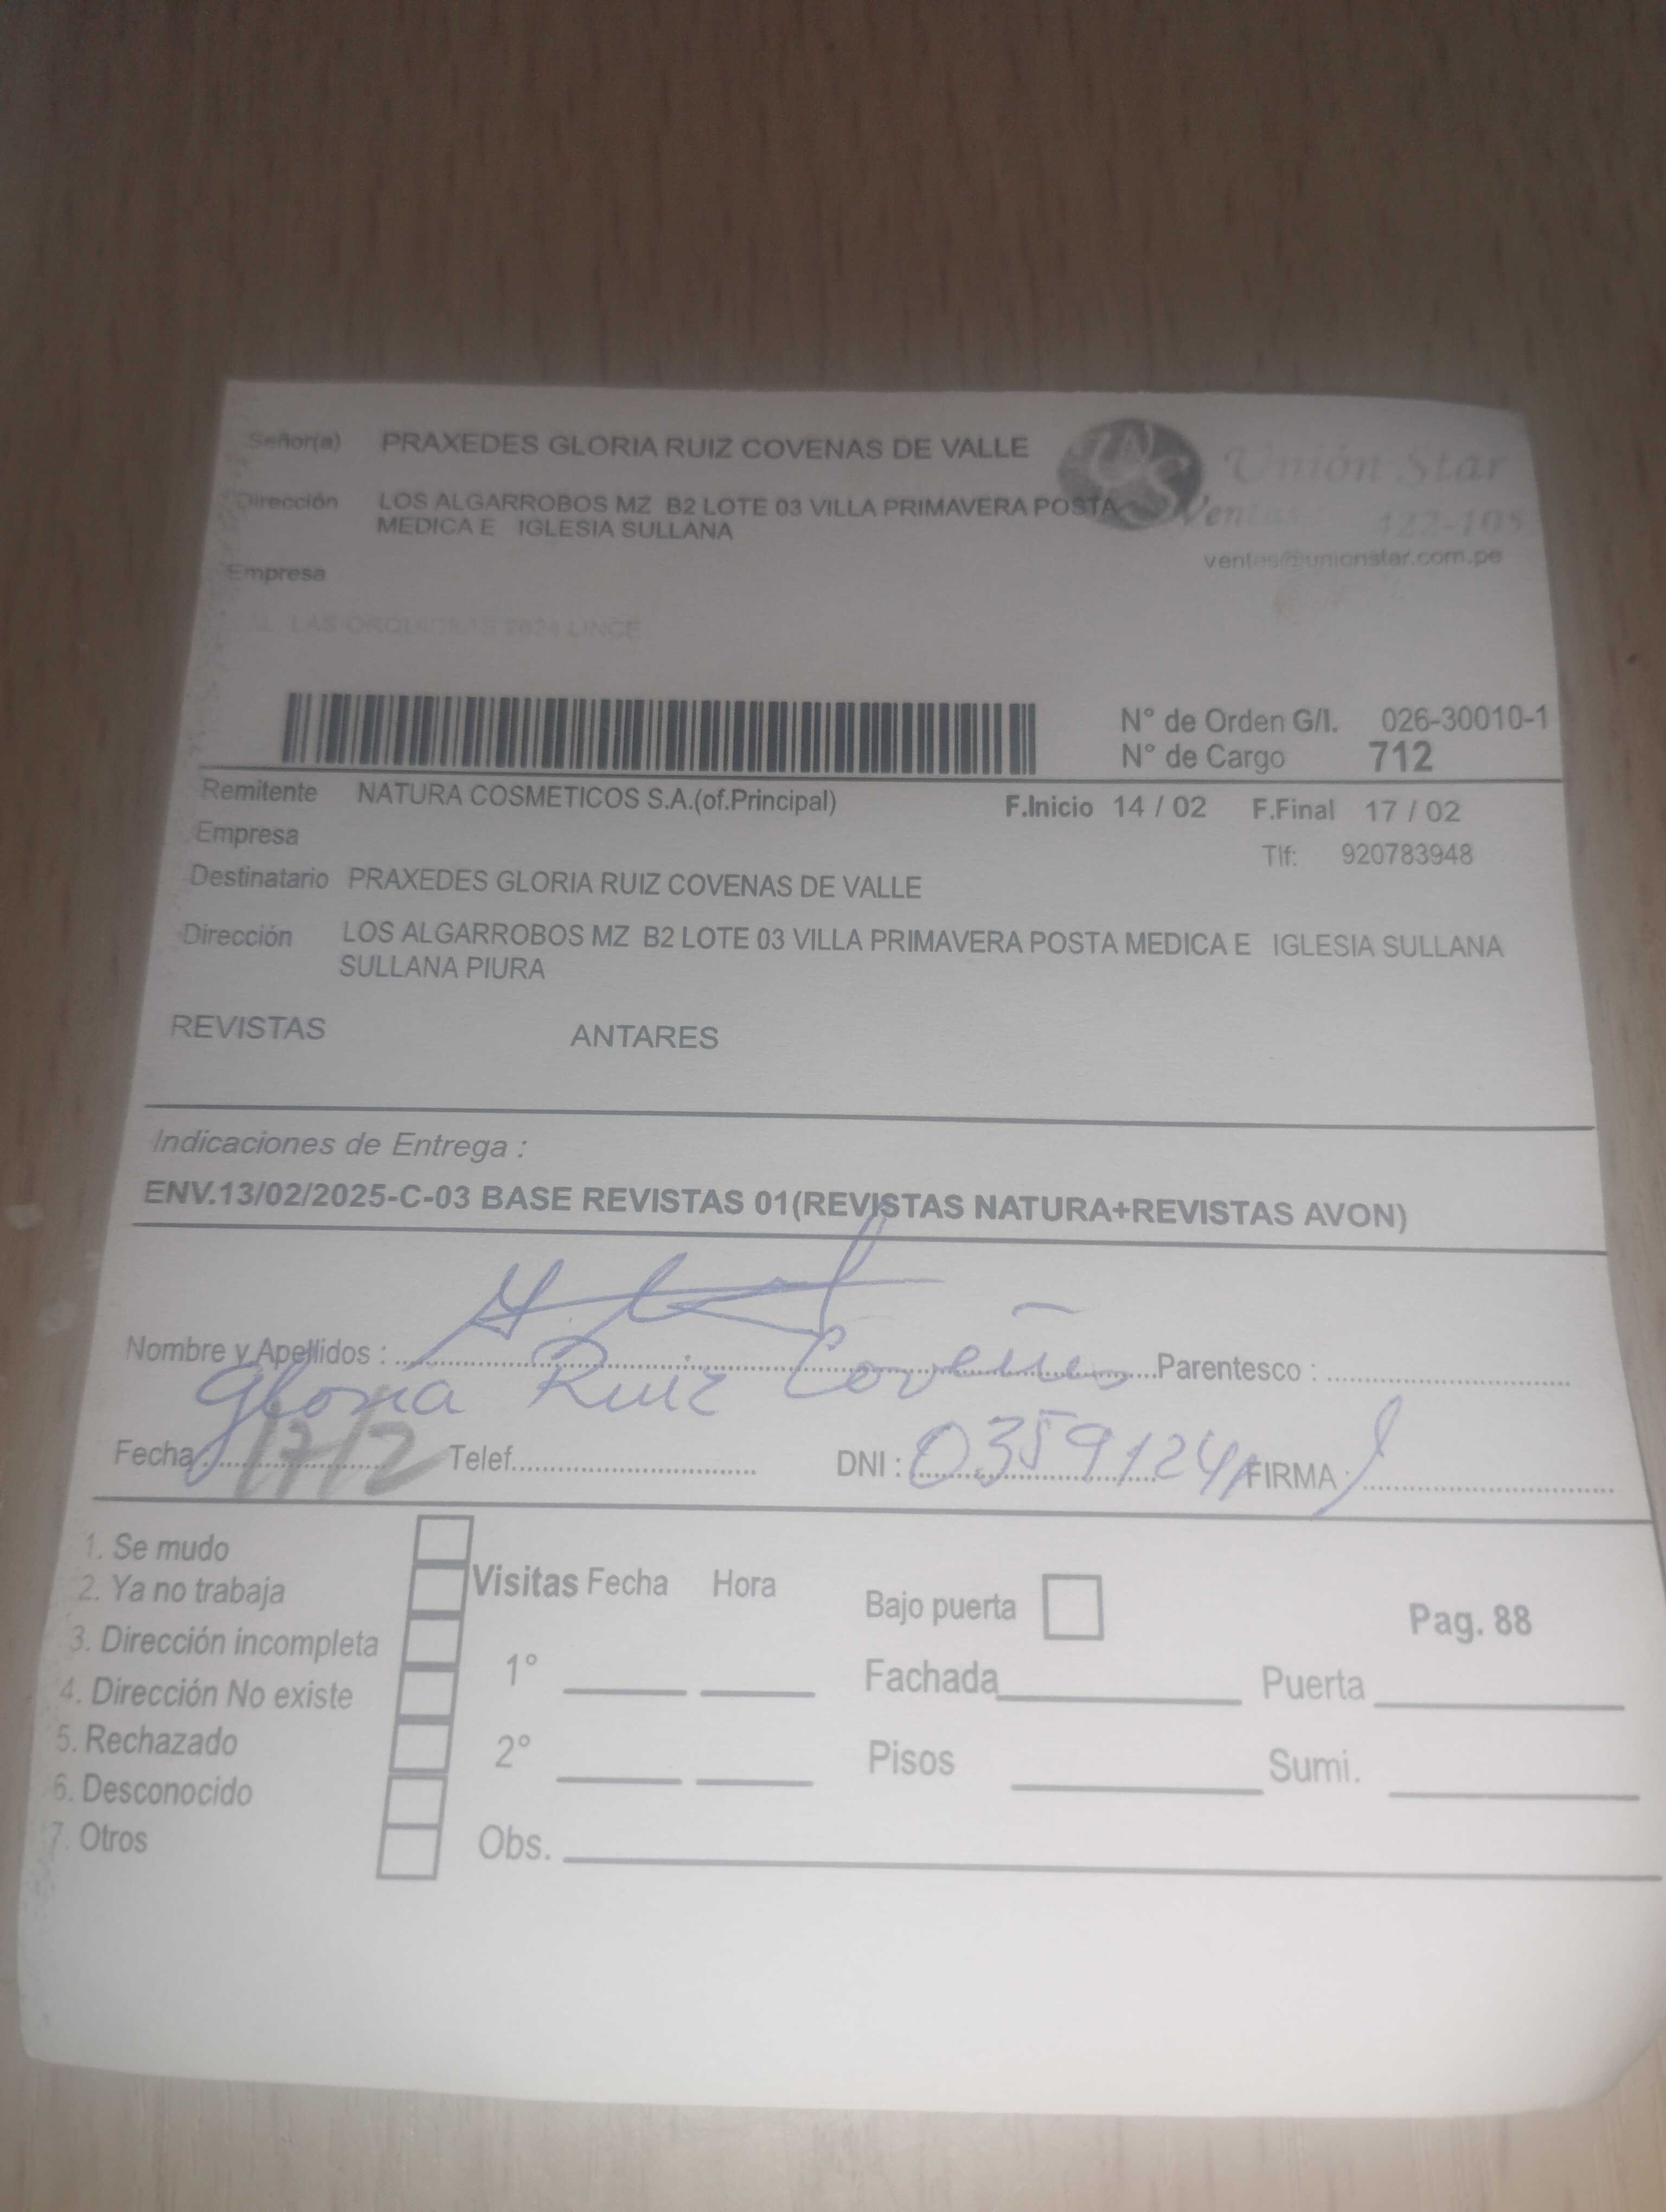 Señor(a) PRAXEDES GLORIA RUIZ COVENAS DE VALLE
Unión Star
Dirección LOS ALGARROBOS MZ B2 LOTE 03 VILLA PRIMAVERA POSTA
MEDICA E IGLESIA SULLANA
Ventas
ventas@unionstar.com.pe
Empresa
LINCE
N° de Orden G/I. 026-30010-1
N° de Cargo 712
Remitente NATURA COSMETICOS S.A.(of.Principal) F.Inicio 14 / 02 F.Final 17 / 02
Empresa
Tlf: 920783948
Destinatario PRAXEDES GLORIA RUIZ COVENAS DE VALLE
Dirección LOS ALGARROBOS MZ B2 LOTE 03 VILLA PRIMAVERA POSTA MEDICA E IGLESIA SULLANA
SULLANA PIURA
REVISTAS ANTARES
Indicaciones de Entrega :
ENV.13/02/2025-C-03 BASE REVISTAS 01(REVISTAS NATURA+REVISTAS AVON)
Nombre y Apellidos : Parentesco :
Gloria Ruiz Coveñas
Fecha 17/2 Telef. DNI : FIRMA :
1. Se mudo
2. Ya no trabaja
3. Dirección incompleta
4. Dirección No existe
5. Rechazado
6. Desconocido
7. Otros
Visitas Fecha Hora
1°
2°
Obs.
Bajo puerta Pag. 88
Fachada Puerta
Pisos Sumi.